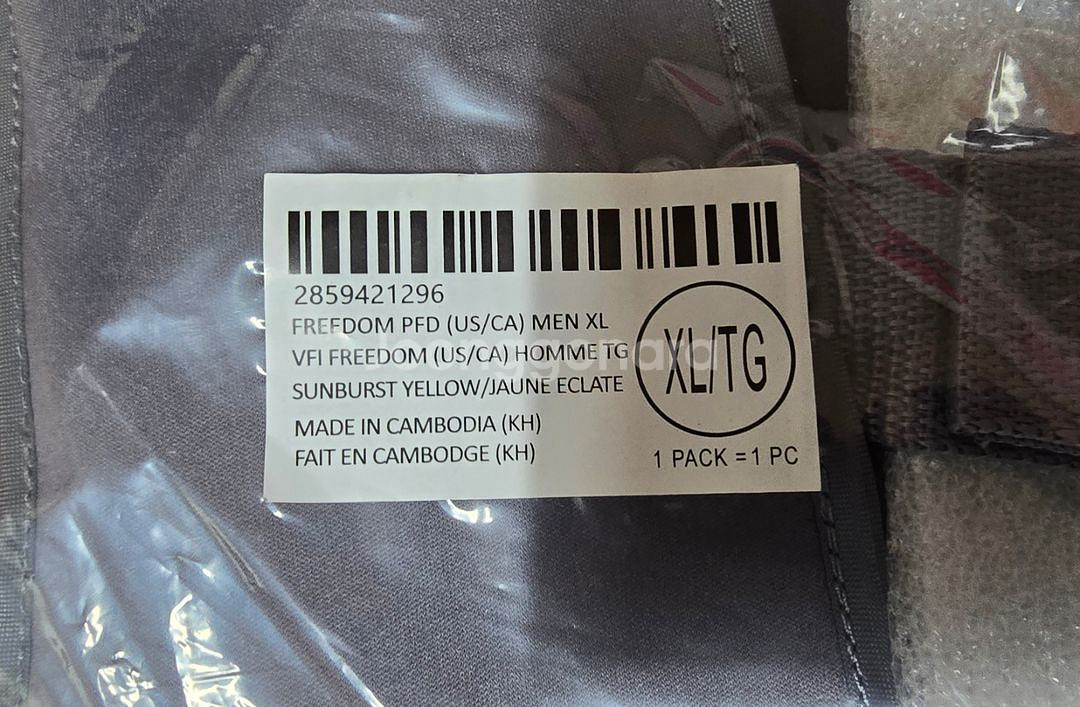 2859421296
FREEDOM PFD (US/CA) MEN XL
VFI FREEDOM (US/CA) HOMME TG
SUNBURST YELLOW/JAUNE ECLATE
XL/TG
MADE IN CAMBODIA (KH)
FAIT EN CAMBODGE (KH)
1 PACK =1 PC
Joonggonara